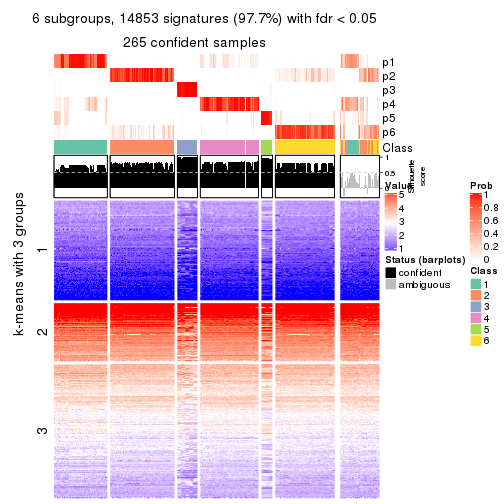 6 subgroups, 14853 signatures (97.7%) with fdr < 0.05
265 confident samples
p1
p2
p3
p4
p5
p6
Class
1
0.5
0
Silhouette
score
k-means with 3 groups
1
2
3
Value
5
4
3
2
1
Status (barplots)
confident
ambiguous
Prob
1
0.8
0.6
0.4
0.2
0
Class
1
2
3
4
5
6